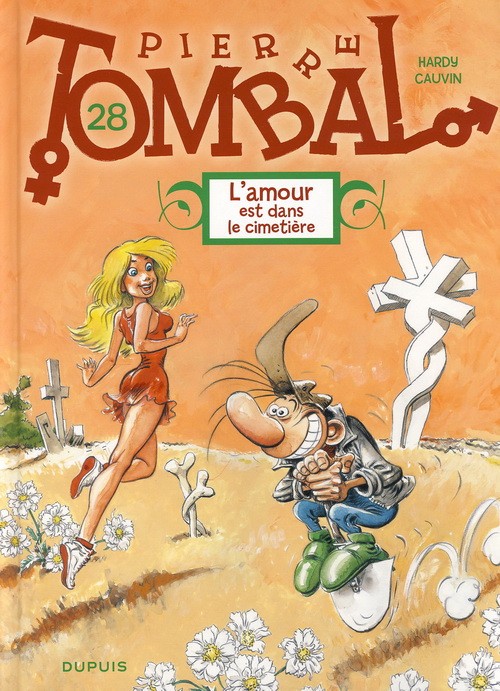 PIERRE
TOMBAL
28
HARDY
CAUVIN
L'amour
est dans
le cimetière
DUPUIS